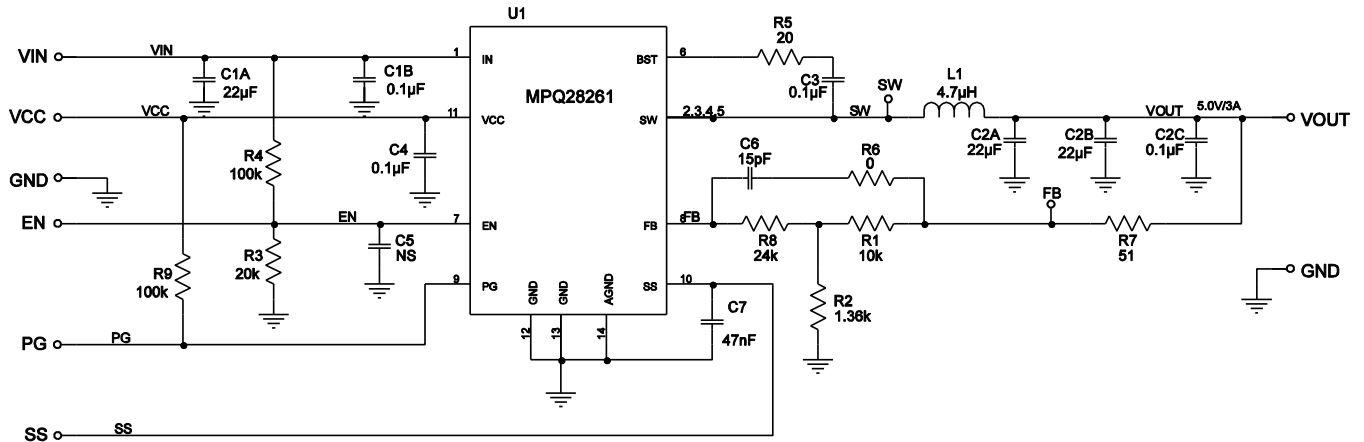 U1
MPQ28261
VIN
VIN
C1A
22µF
C1B
0.1µF
1
IN
BST
6
R5
20
C3
0.1µF
SW
L1
4.7µH
VCC
VCC
11
VCC
SW
2,3,4,5
SW
VOUT
5.0V/3A
VOUT
R4
100k
C4
0.1µF
C2A
22µF
C2B
22µF
C2C
0.1µF
C6
15pF
R6
0
GND
EN
EN
7
EN
FB
8
FB
R8
24k
R1
10k
FB
R7
51
C5
NS
R9
100k
R3
20k
9
PG
SS
10
GND
GND
AGND
12
13
14
C7
47nF
R2
1.36k
GND
PG
PG
SS
SS